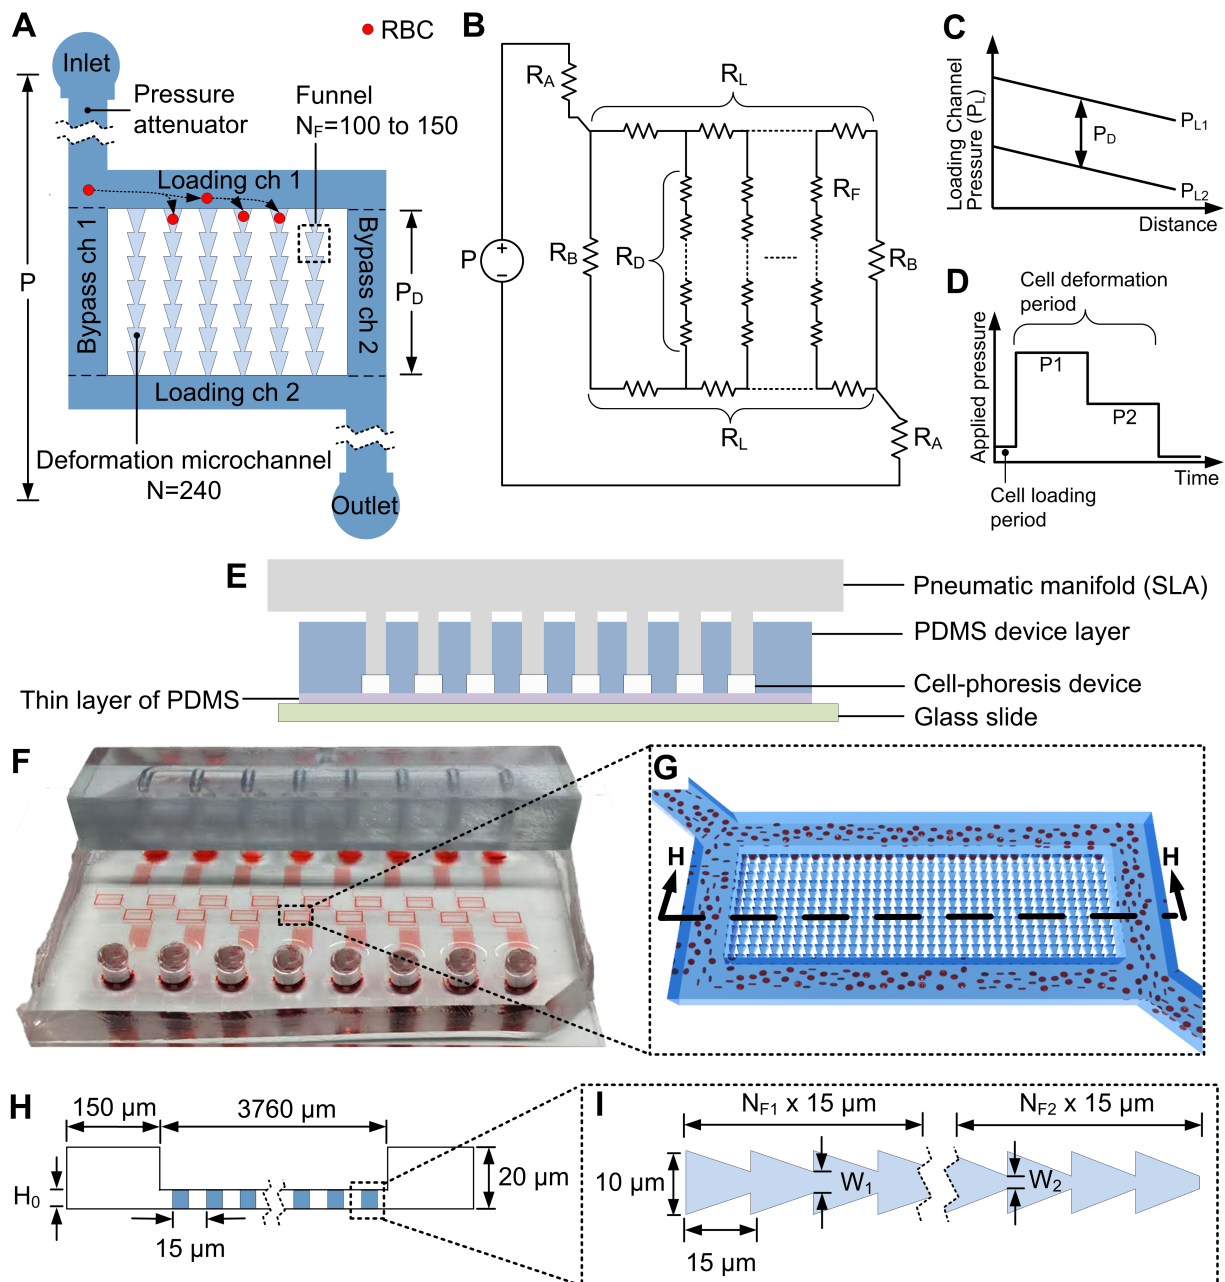 A
RBC
Inlet
Pressure
attenuator
Funnel
N_F=100 to 150
Loading ch 1
Bypass ch 1
Bypass ch 2
P
P_D
Loading ch 2
Deformation microchannel
N=240
Outlet
B
R_A
R_L
R_F
P
R_B
R_D
R_B
R_L
R_A
C
Loading Channel
Pressure (P_L)
P_L1
P_D
P_L2
Distance
D
Cell deformation
period
Applied pressure
P1
P2
Time
Cell loading
period
E
Pneumatic manifold (SLA)
PDMS device layer
Cell-phoresis device
Thin layer of PDMS
Glass slide
F
G
H
H
H
150 µm
3760 µm
H_0
20 µm
15 µm
I
N_F1 x 15 µm
N_F2 x 15 µm
10 µm
W_1
W_2
15 µm